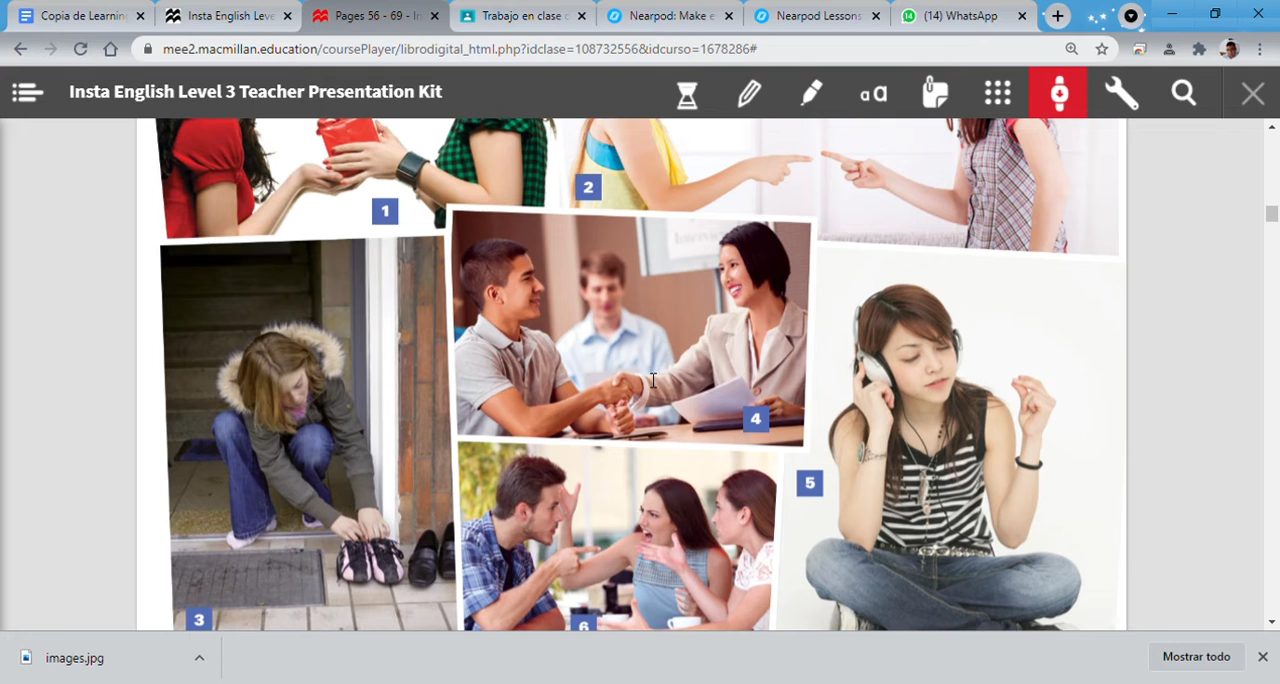 Copia de Learnin
Insta English Leve
Pages 56 - 69 - In
Trabajo en clase d
Nearpod: Make e
Nearpod Lessons
(14) WhatsApp
mee2.macmillan.education/coursePlayer/librodigital_html.php?idclase=108732556&idcurso=1678286#
Insta English Level 3 Teacher Presentation Kit
a a
1
2
Interview
4
5
3
6
images.jpg
Mostrar todo